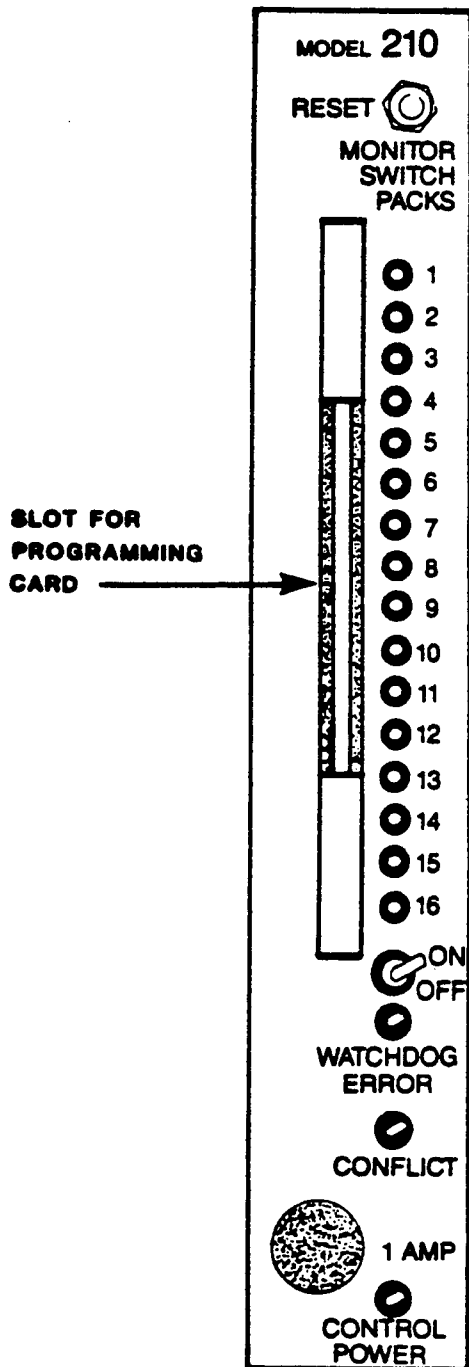 MODEL 210
RESET
MONITOR
SWITCH
PACKS
1
2
3
4
5
6
7
8
9
10
11
12
13
14
15
16
SLOT FOR
PROGRAMMING
CARD
ON
OFF
WATCHDOG
ERROR
CONFLICT
1 AMP
CONTROL
POWER